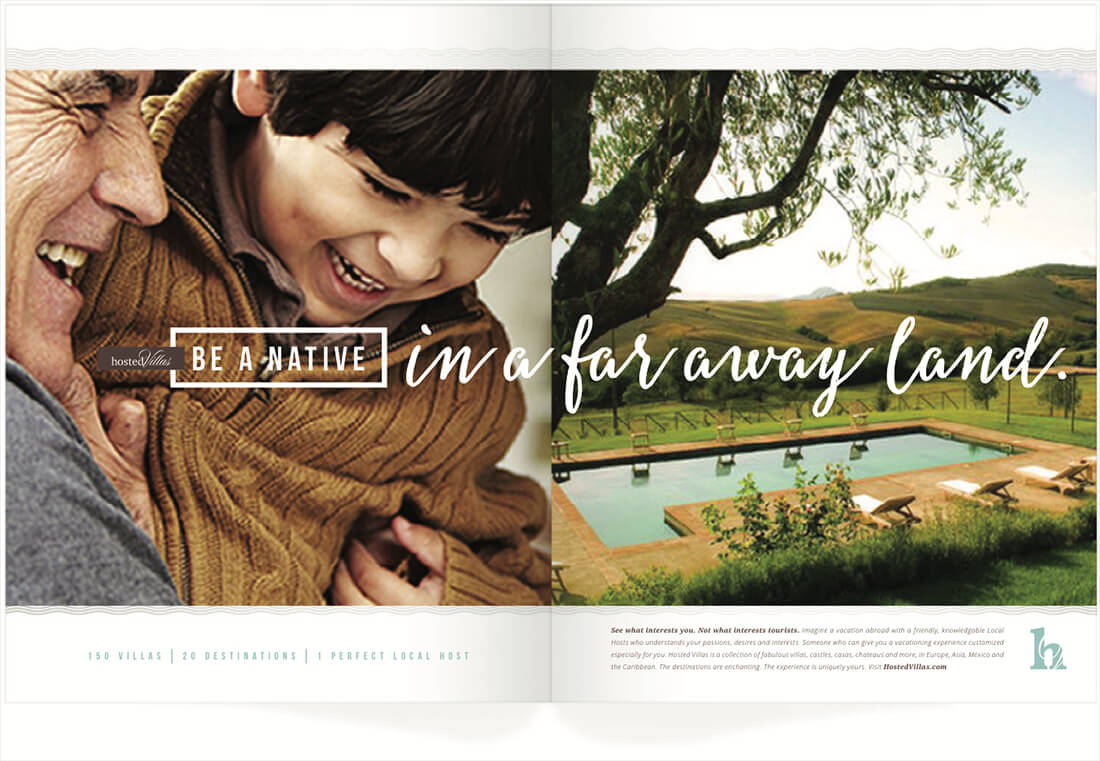 hostedVillas BE A NATIVE in a far away land.
150 VILLAS | 20 DESTINATIONS | 1 PERFECT LOCAL HOST
See what interests you. Not what interests tourists. Imagine a vacation abroad with a friendly, knowledgable Local
Hosts who understands your passions, desires and interests. Someone who can give you a vacationing experience customized
especially for you. Hosted Villas is a collection of fabulous villas, castles, casas, chateaus and more, in Europe, Asia, Mexico and
the Caribbean. The destinations are enchanting. The experience is uniquely yours. Visit HostedVillas.com
h